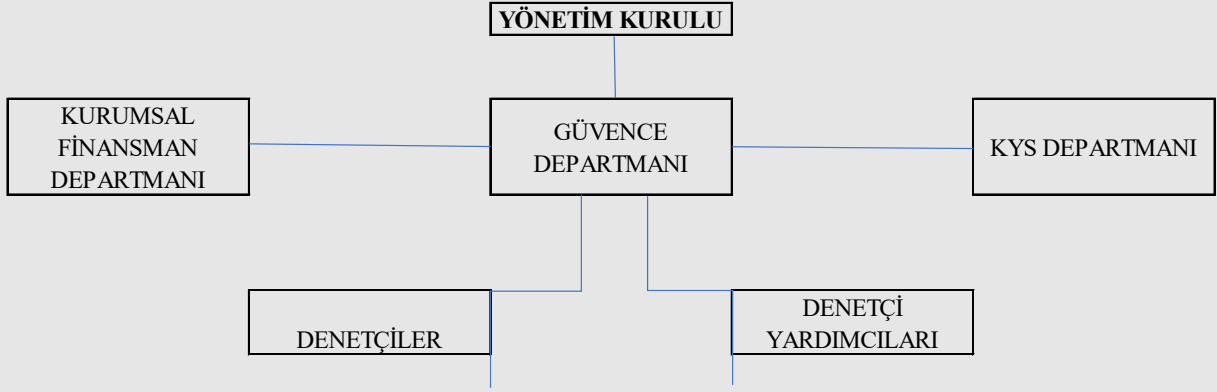 YÖNETİM KURULU
KURUMSAL
FİNANSMAN
DEPARTMANI
GÜVENCE
DEPARTMANI
KYS DEPARTMANI
DENETÇİLER
DENETÇİ
YARDIMCILARI